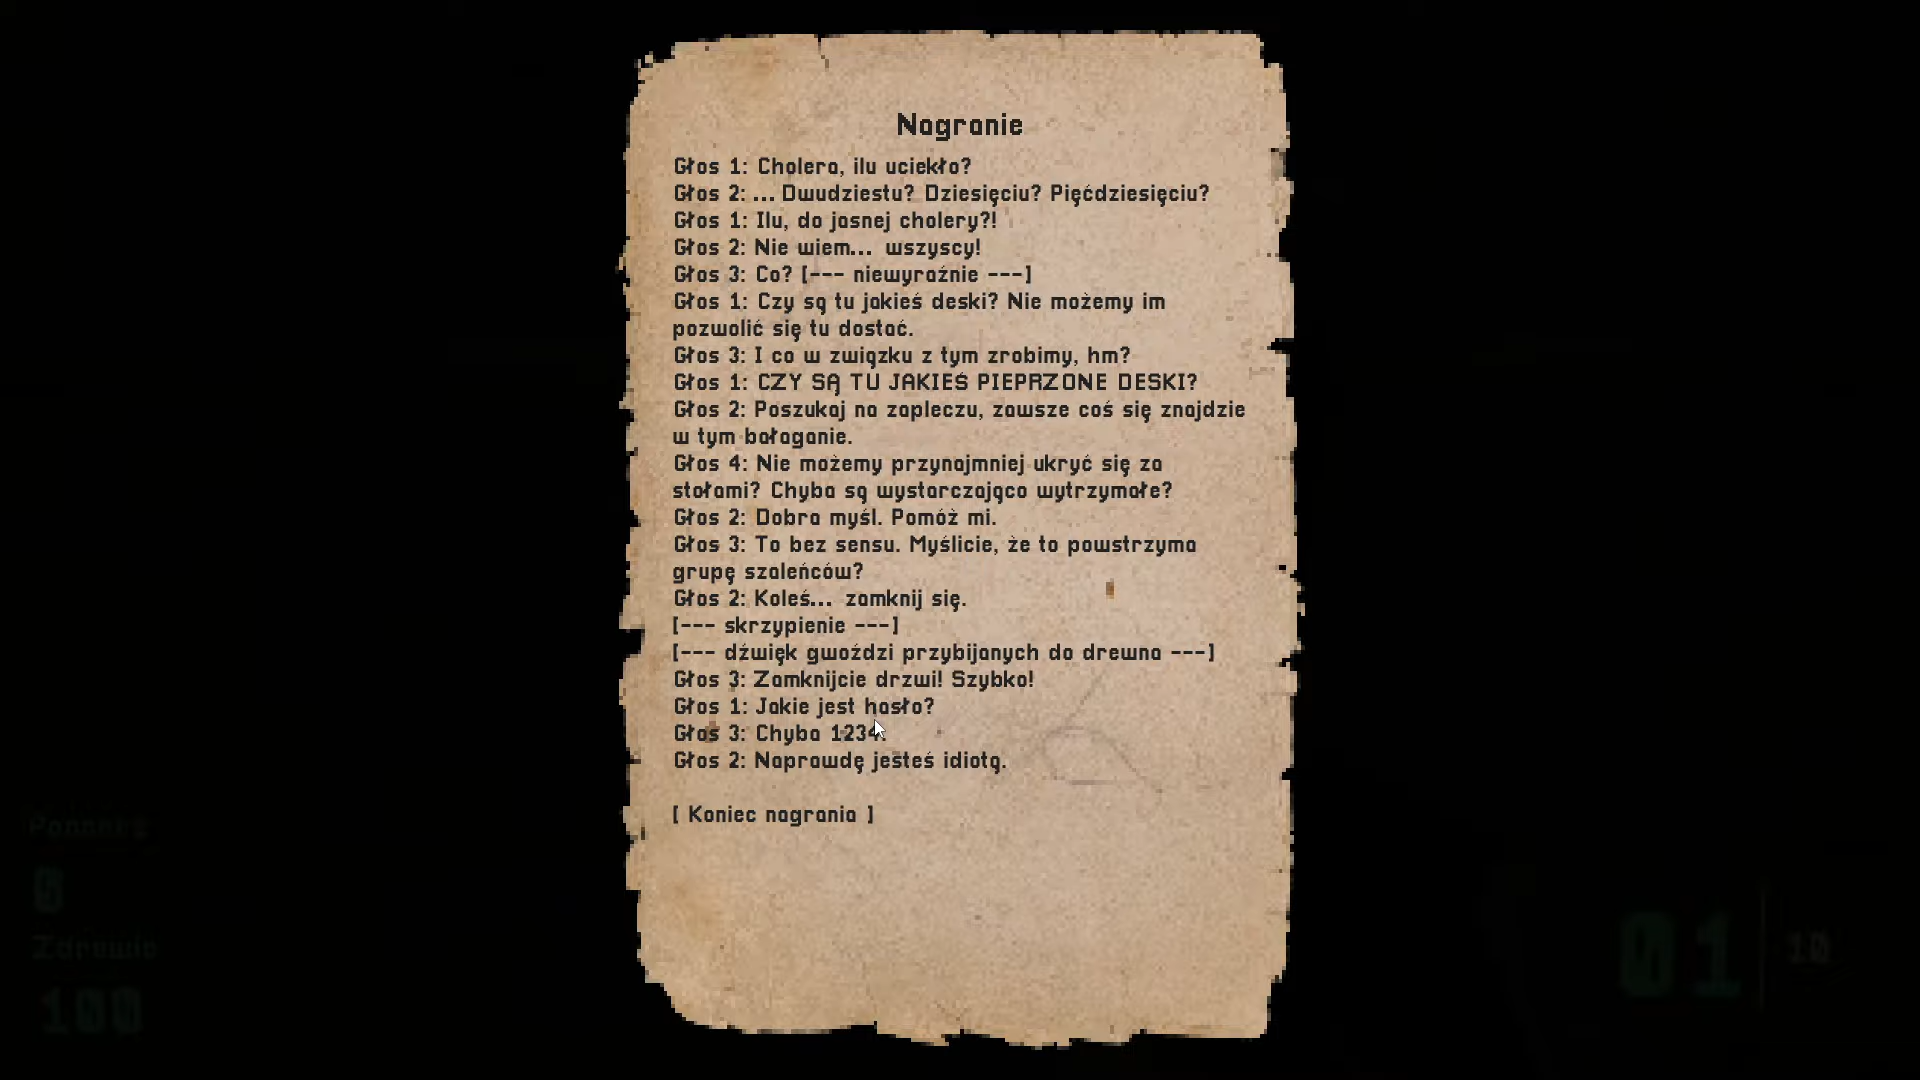 Nagranie
Głos 1: Cholera, ilu uciekło?
Głos 2: ... Dwudziestu? Dziesięciu? Pięćdziesięciu?
Głos 1: Ilu, do jasnej cholery?!
Głos 2: Nie wiem... wszyscy!
Głos 3: Co? [--- niewyraźnie ---]
Głos 1: Czy są tu jakieś deski? Nie możemy im
pozwolić się tu dostać.
Głos 3: I co w związku z tym zrobimy, hm?
Głos 1: CZY SĄ TU JAKIEŚ PIEPRZONE DESKI?
Głos 2: Poszukaj na zapleczu, zawsze coś się znajdzie
w tym bałaganie.
Głos 4: Nie możemy przynajmniej ukryć się za
stołami? Chyba są wystarczająco wytrzymałe?
Głos 2: Dobra myśl. Pomóż mi.
Głos 3: To bez sensu. Myślicie, że to powstrzyma
grupę szaleńców?
Głos 2: Koleś... zamknij się.
[--- skrzypienie ---]
[--- dźwięk gwoździ przybijanych do drewna ---]
Głos 3: Zamknijcie drzwi! Szybko!
Głos 1: Jakie jest hasło?
Głos 3: Chyba 1234.
Głos 2: Naprawdę jesteś idiotą.
[ Koniec nagrania ]
Pancerz
0
Zdrowie
100
01
10